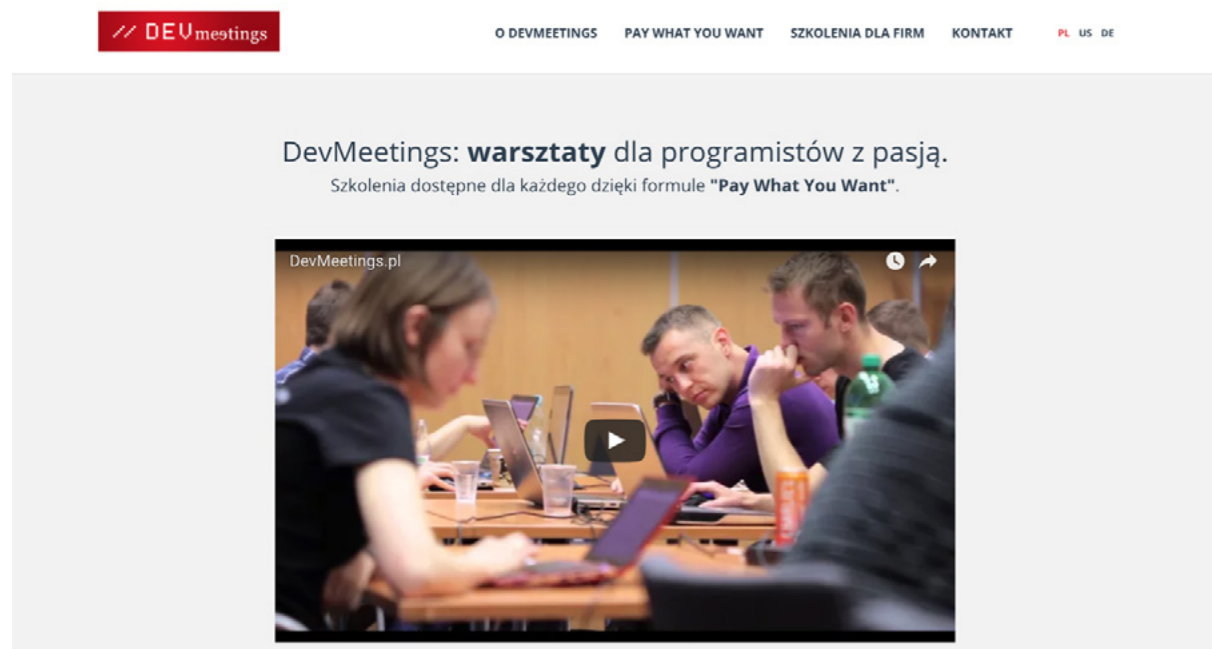 // DEVmeetings
O DEVMEETINGS PAY WHAT YOU WANT SZKOLENIA DLA FIRM KONTAKT PL US DE
DevMeetings: warsztaty dla programistów z pasją.
Szkolenia dostępne dla każdego dzięki formule "Pay What You Want".
DevMeetings.pl